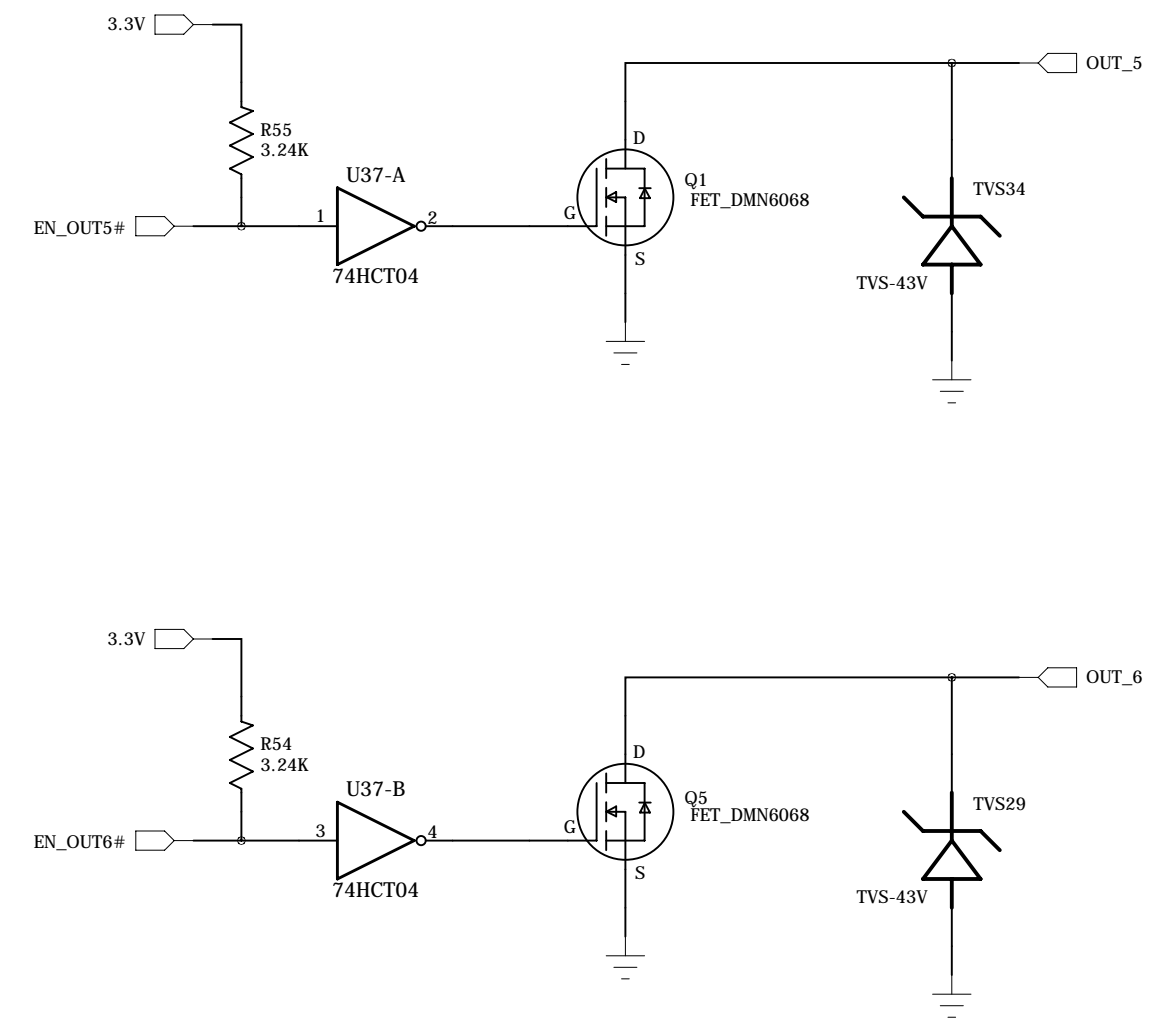 3.3V
OUT_5
R55
3.24K
D
U37-A
Q1
FET_DMN6068
TVS34
EN_OUT5#
1
2
G
74HCT04
S
TVS-43V
3.3V
OUT_6
R54
3.24K
D
U37-B
Q5
FET_DMN6068
TVS29
EN_OUT6#
3
4
G
74HCT04
S
TVS-43V